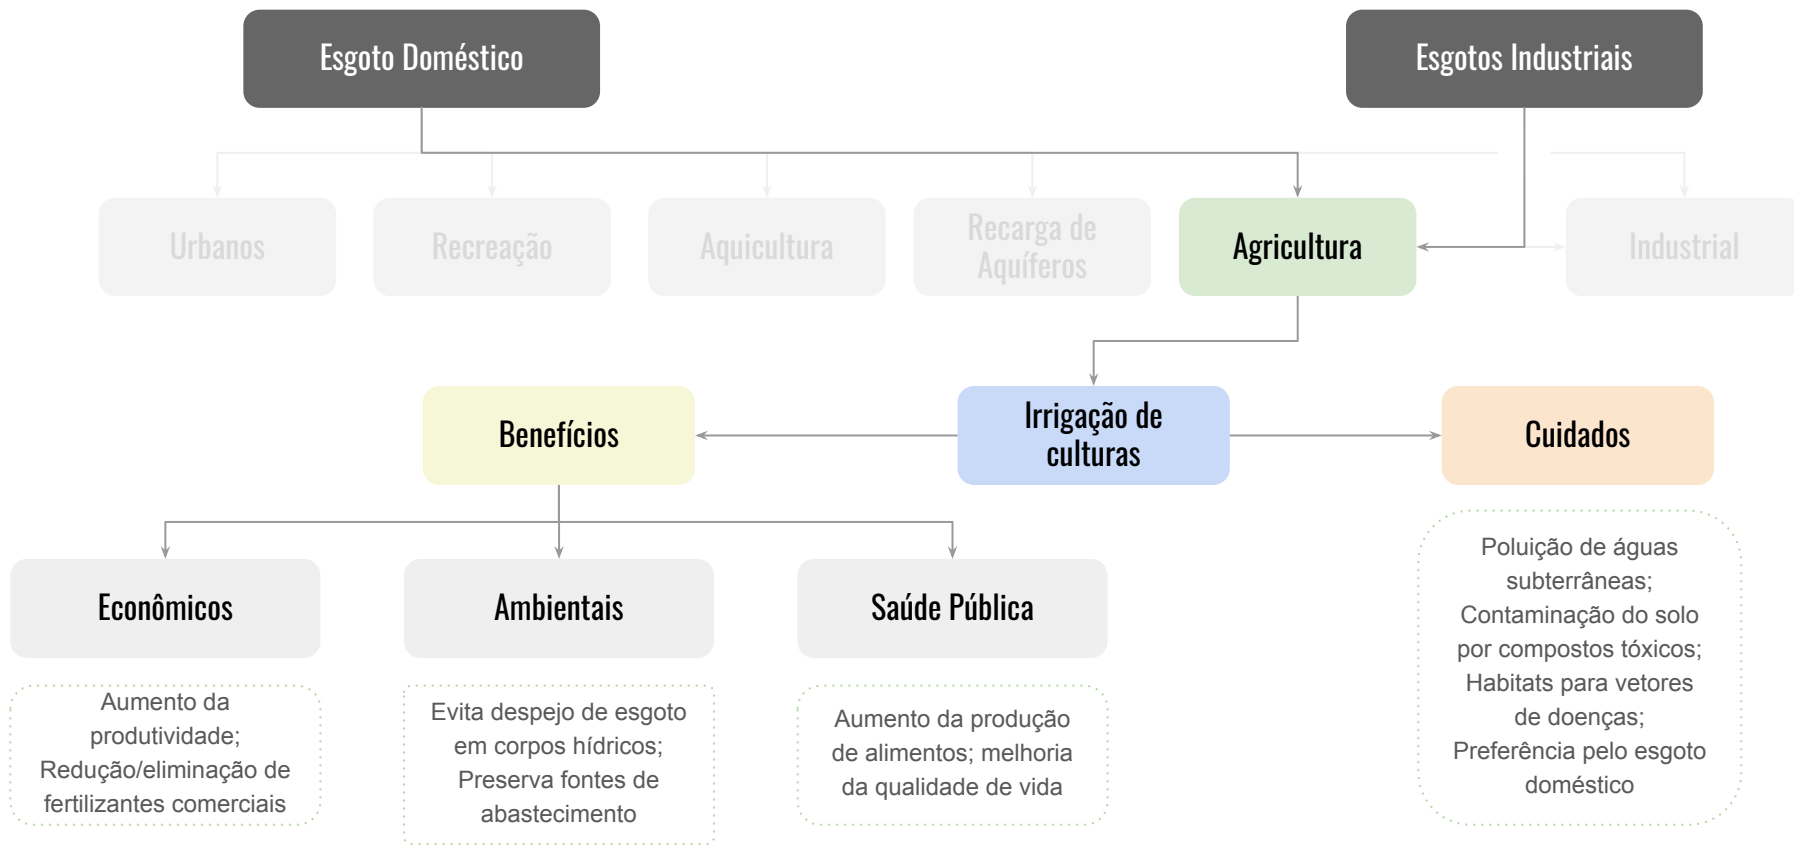 Esgoto Doméstico
Esgotos Industriais
Urbanos
Recreação
Aquicultura
Recarga de
Aquíferos
Agricultura
Industrial
Benefícios
Irrigação de
culturas
Cuidados
Econômicos
Ambientais
Saúde Pública
Aumento da
produtividade;
Redução/eliminação de
fertilizantes comerciais
Evita despejo de esgoto
em corpos hídricos;
Preserva fontes de
abastecimento
Aumento da produção
de alimentos; melhoria
da qualidade de vida
Poluição de águas
subterrâneas;
Contaminação do solo
por compostos tóxicos;
Habitats para vetores
de doenças;
Preferência pelo esgoto
doméstico